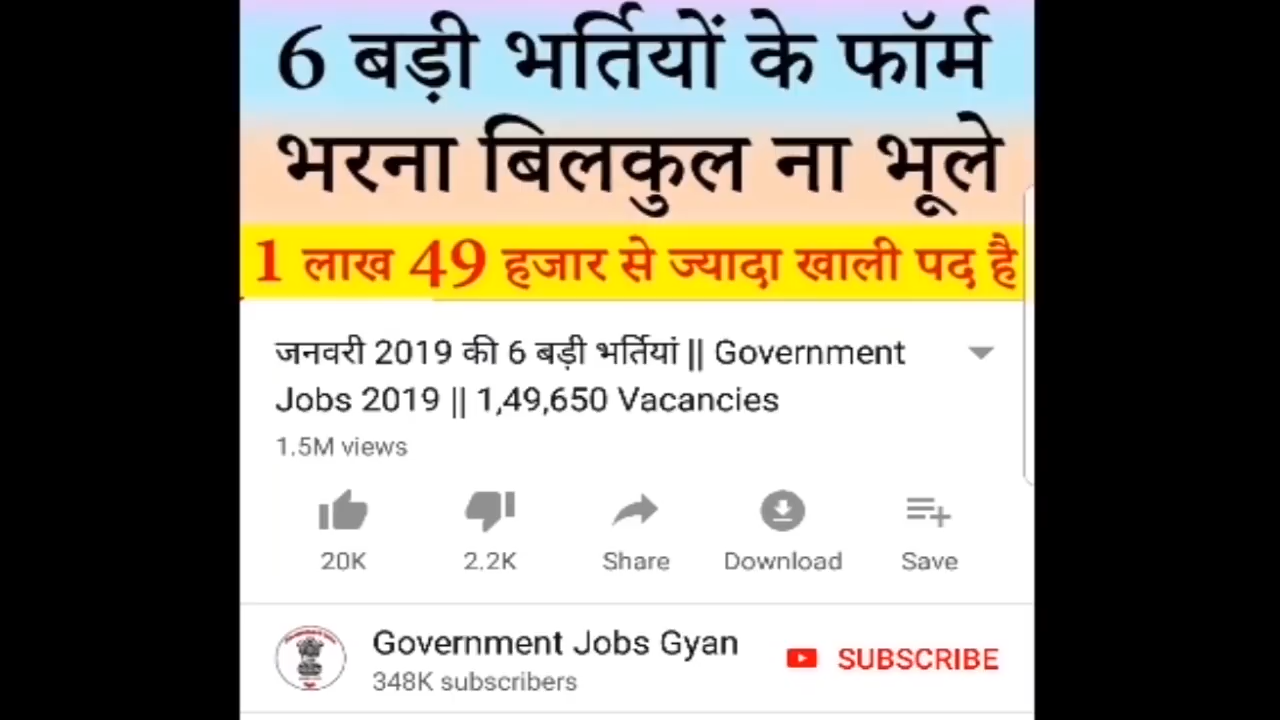 6 बड़ी भर्तियों के फॉर्म
भरना बिलकुल ना भूले
1 लाख 49 हजार से ज्यादा खाली पद है
जनवरी 2019 की 6 बड़ी भर्तियां || Government
Jobs 2019 || 1,49,650 Vacancies
1.5M views
20K 2.2K Share Download Save
Government Jobs Gyan
SUBSCRIBE
348K subscribers